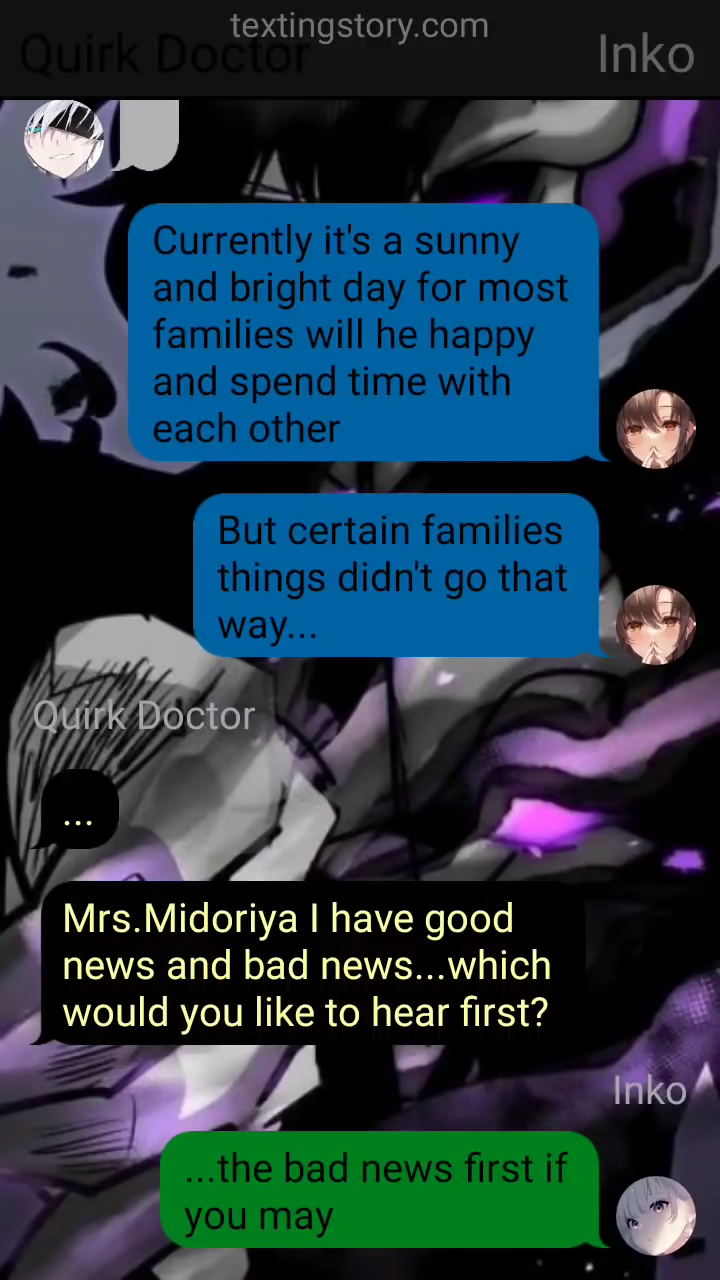 textingstory.com
Quirk Doctor
Inko
Currently it's a sunny
and bright day for most
families will he happy
and spend time with
each other
But certain families
things didn't go that
way...
Quirk Doctor
...
Mrs.Midoriya I have good
news and bad news...which
would you like to hear first?
Inko
...the bad news first if
you may